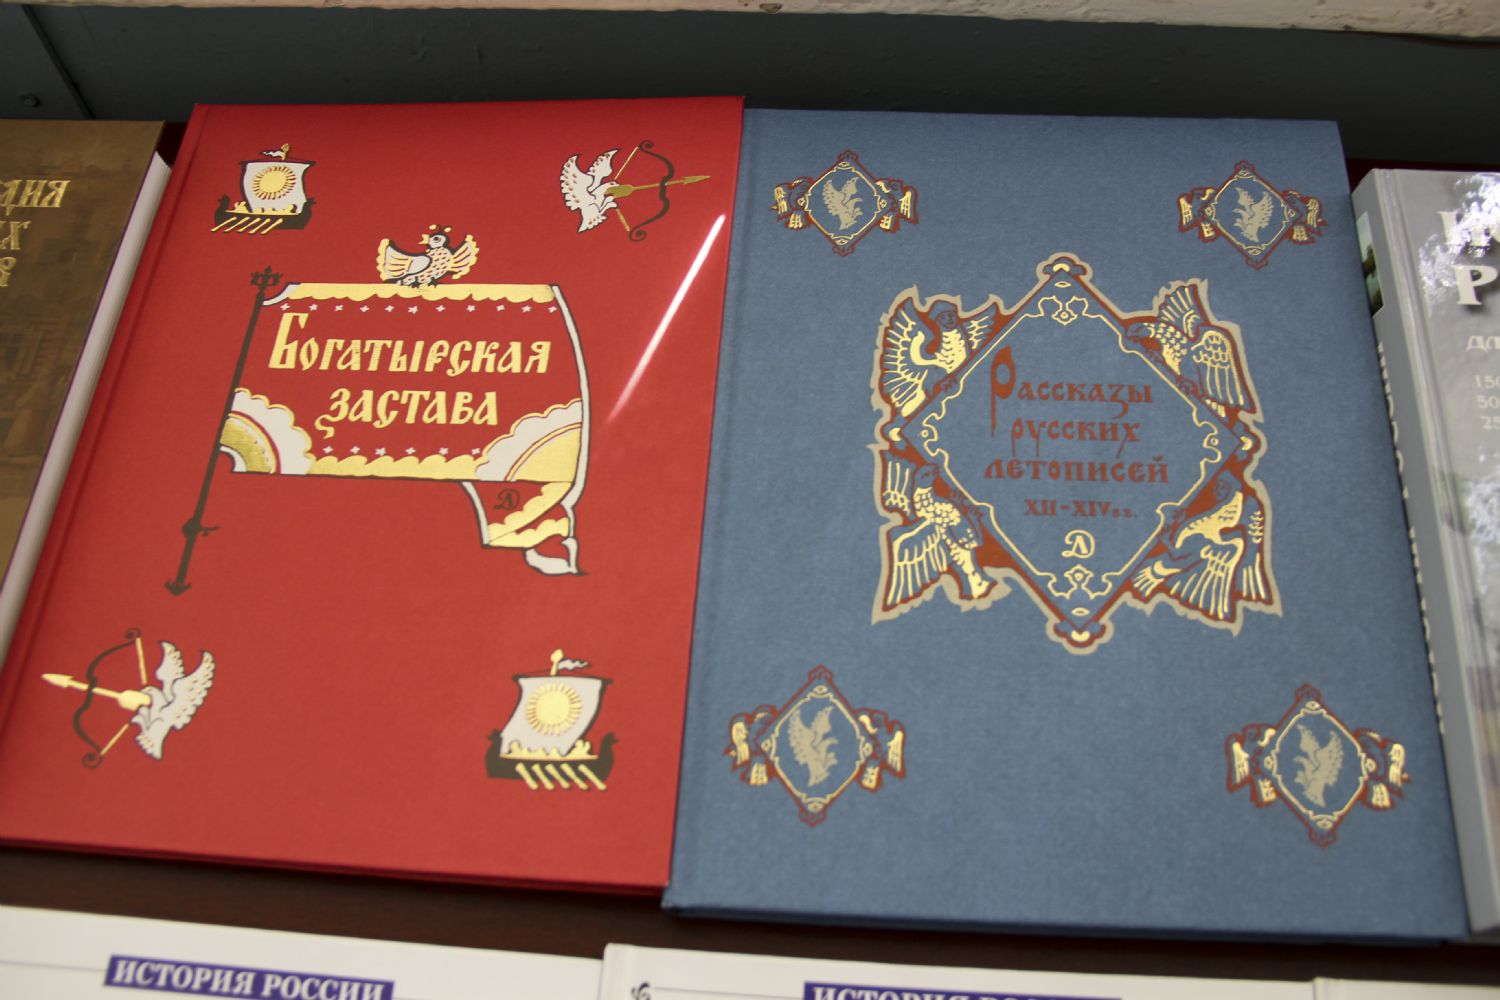 Богатырская
застава
Д
Рассказы
русских
летописей
XII-XIV вв.
Д
ИСТОРИЯ РОССИИ